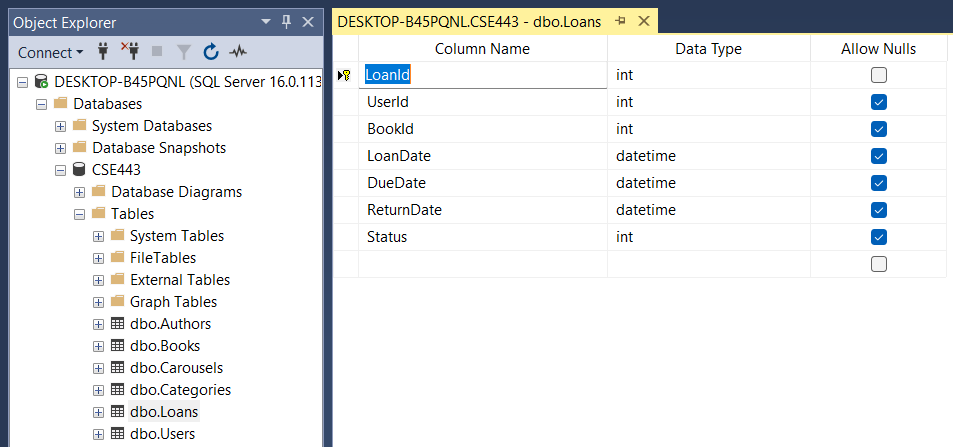 Object Explorer
Connect
DESKTOP-B45PQNL (SQL Server 16.0.113
Databases
System Databases
Database Snapshots
CSE443
Database Diagrams
Tables
System Tables
FileTables
External Tables
Graph Tables
dbo.Authors
dbo.Books
dbo.Carousels
dbo.Categories
dbo.Loans
dbo.Users
DESKTOP-B45PQNL.CSE443 - dbo.Loans
Column Name Data Type Allow Nulls
LoanId int
UserId int
BookId int
LoanDate datetime
DueDate datetime
ReturnDate datetime
Status int